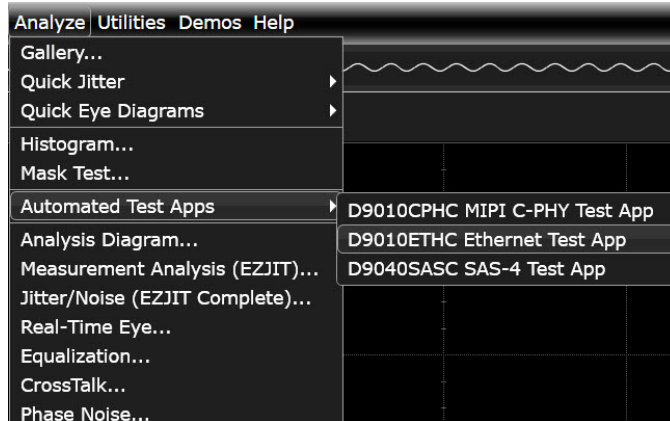 Analyze Utilities Demos Help
Gallery...
Quick Jitter
Quick Eye Diagrams
Histogram...
Mask Test...
Automated Test Apps
D9010CPHC MIPI C-PHY Test App
D9010ETHC Ethernet Test App
D9040SASC SAS-4 Test App
Analysis Diagram...
Measurement Analysis (EZJIT)...
Jitter/Noise (EZJIT Complete)...
Real-Time Eye...
Equalization...
CrossTalk...
Phase Noise...